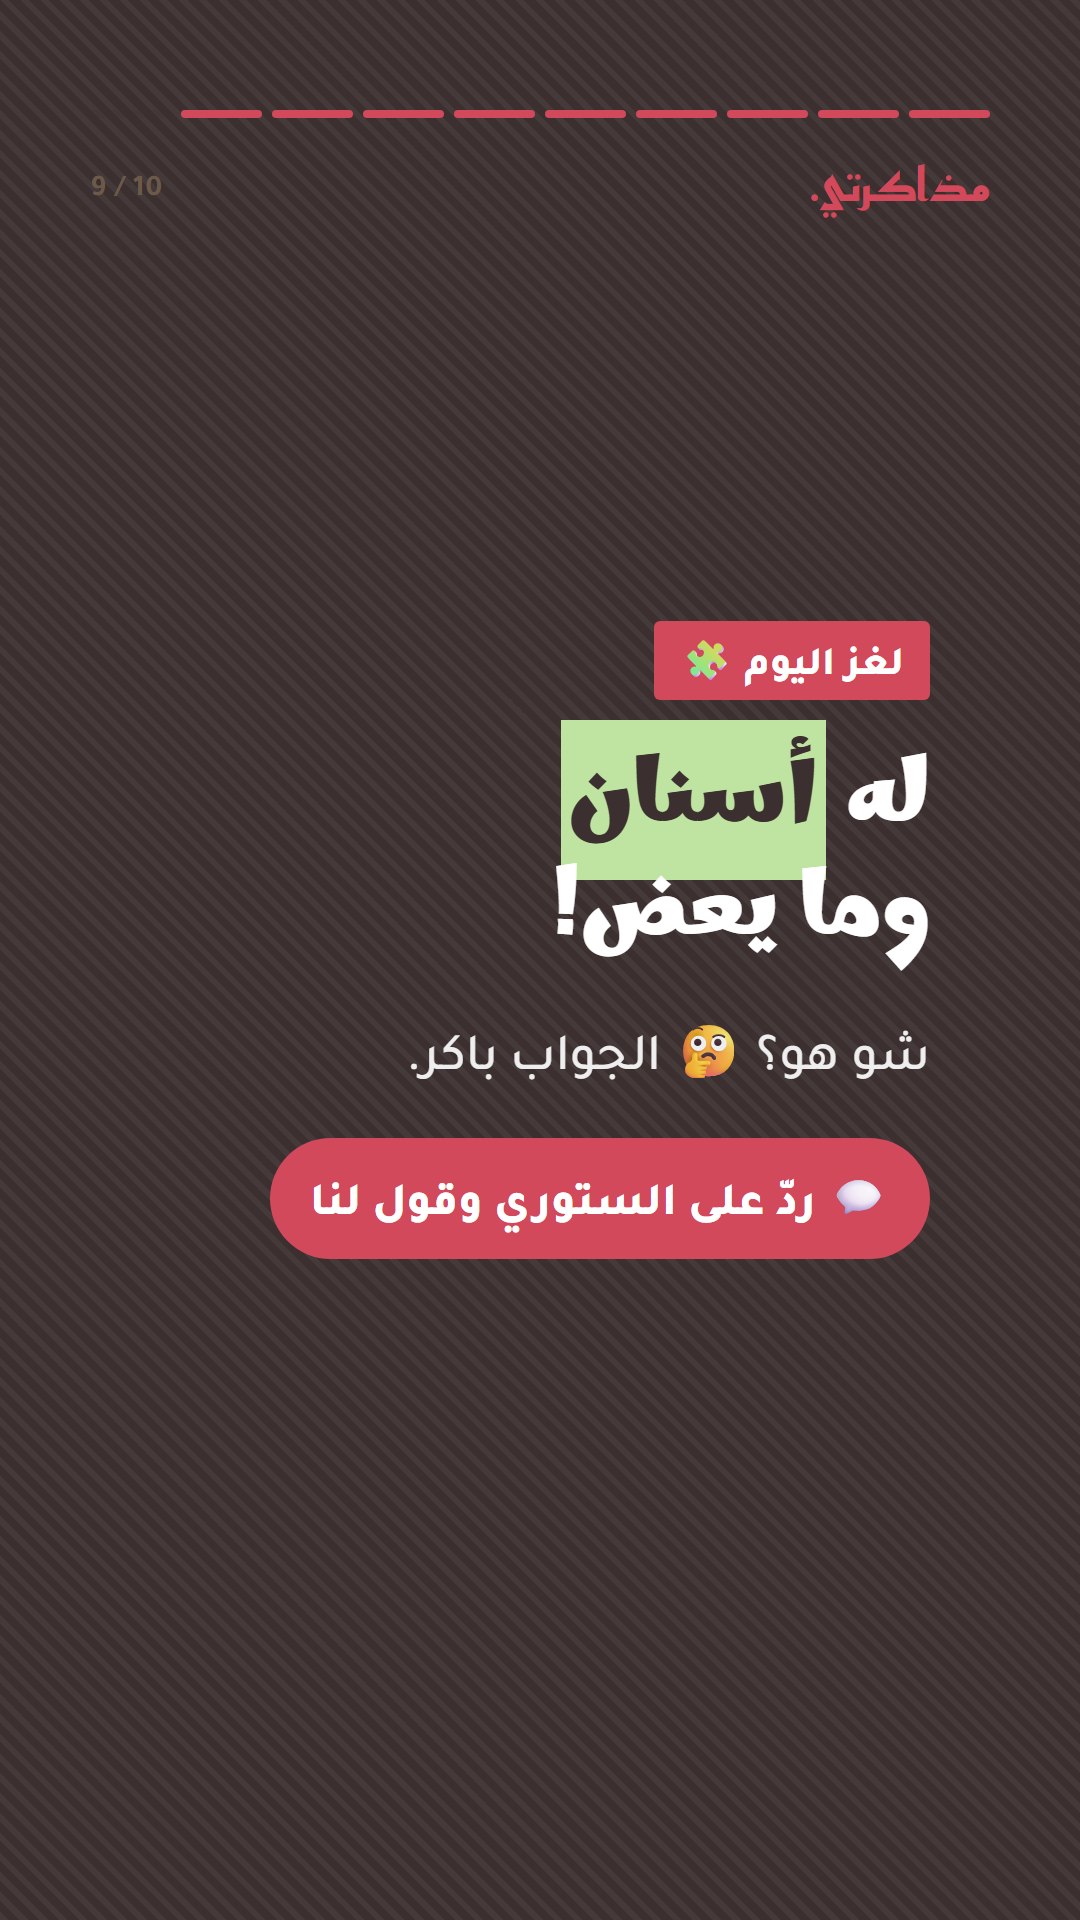 مذاكرتي.
9 / 10
لغز اليوم 🧩
له أسنان
وما يعض!
شو هو؟ 🤔 الجواب باكر.
💬 ردّ على الستوري وقول لنا